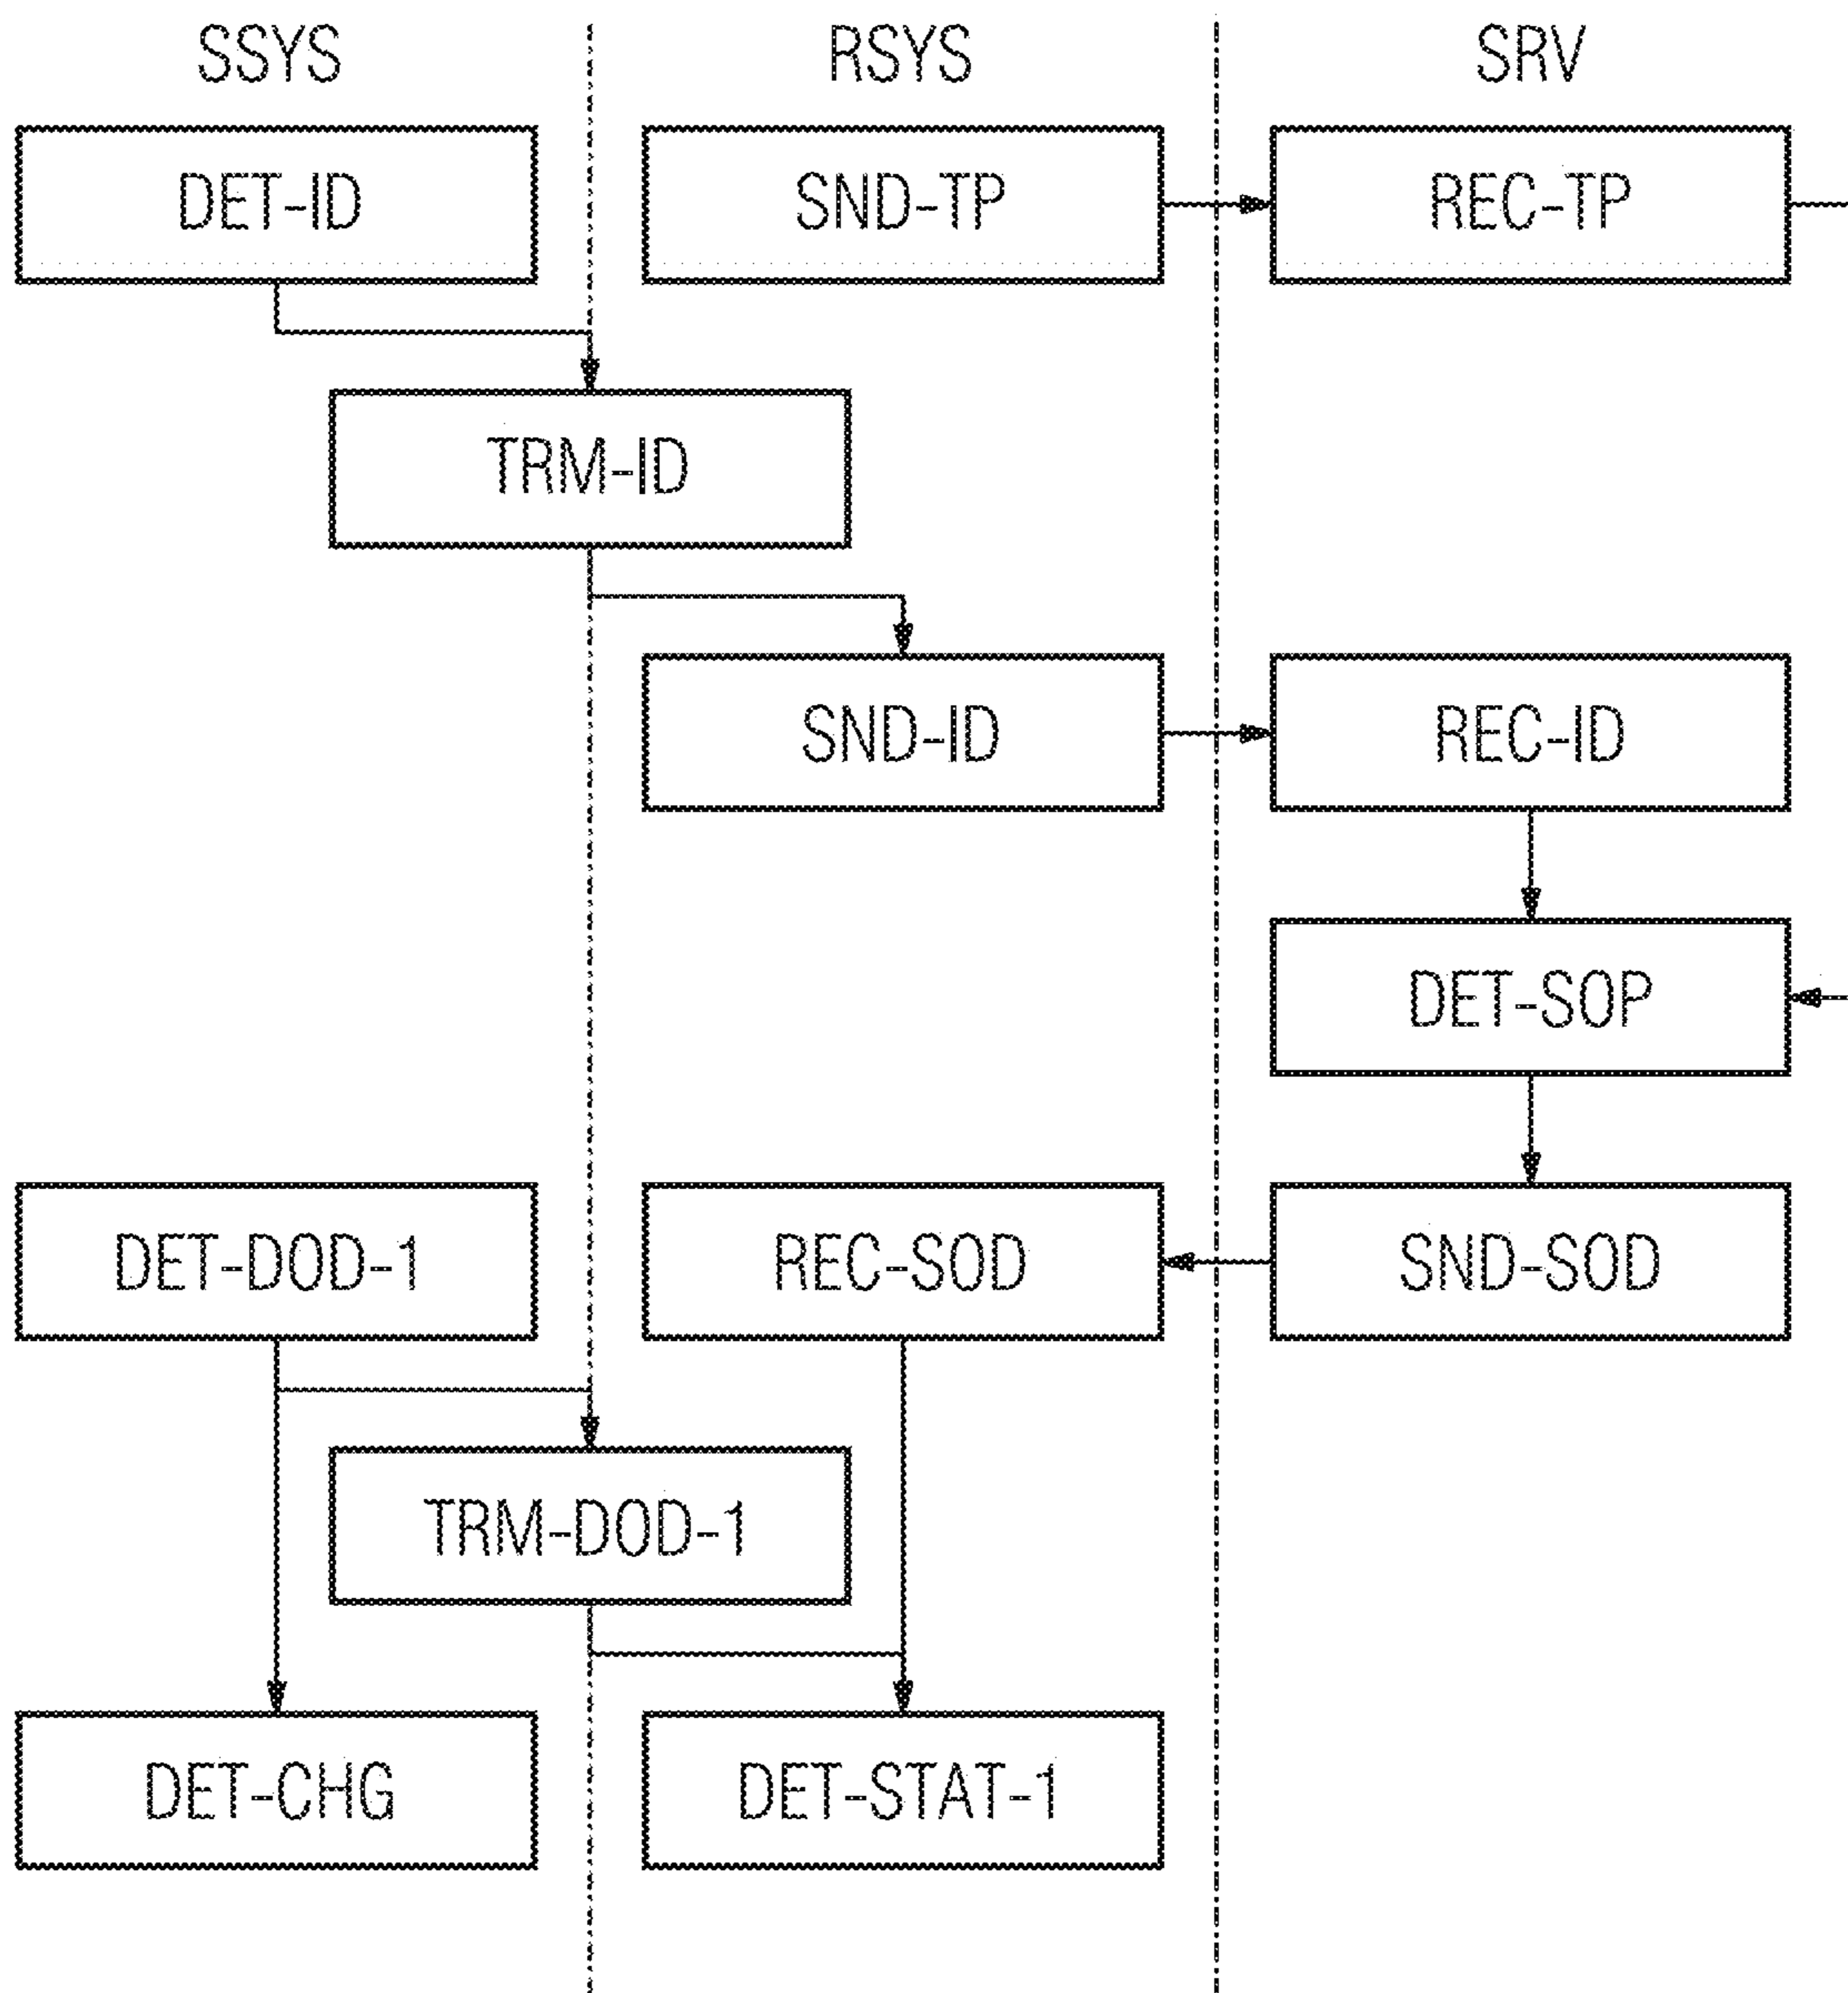 SSYS
RSYS
SRV
DET-ID
SND-TP
REC-TP
TRM-ID
SND-ID
REC-ID
DET-SOP
DET-DOD-1
REC-SOD
SND-SOD
TRM-DOD-1
DET-CHG
DET-STAT-1